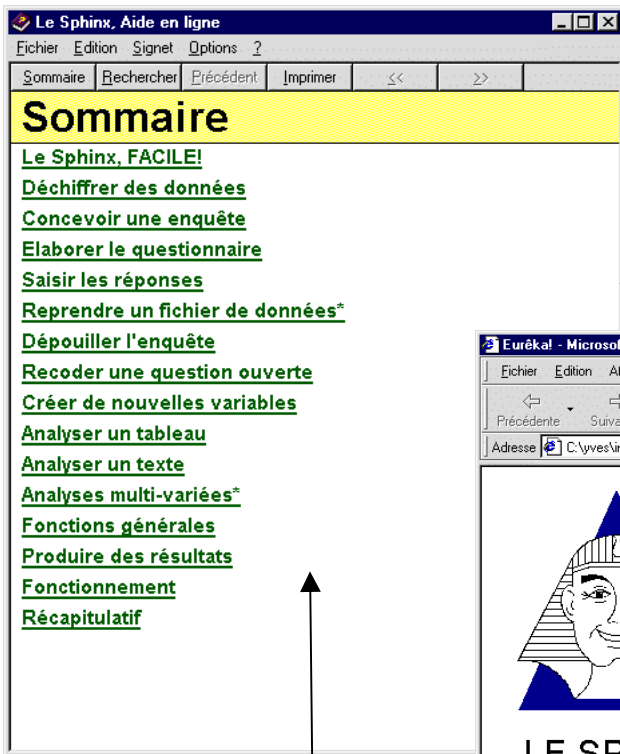 Le Sphinx, Aide en ligne
Fichier Edition Signet Options ?
Sommaire Rechercher Précédent Imprimer << >>
Sommaire
Le Sphinx, FACILE!
Déchiffrer des données
Concevoir une enquête
Elaborer le questionnaire
Saisir les réponses
Reprendre un fichier de données*
Dépouiller l'enquête
Recoder une question ouverte
Créer de nouvelles variables
Analyser un tableau
Analyser un texte
Analyses multi-variées*
Fonctions générales
Produire des résultats
Fonctionnement
Récapitulatif
Eurêka! - Microsof
Fichier Edition
Précédente Suiva
Adresse C:\yves\i
LE SP